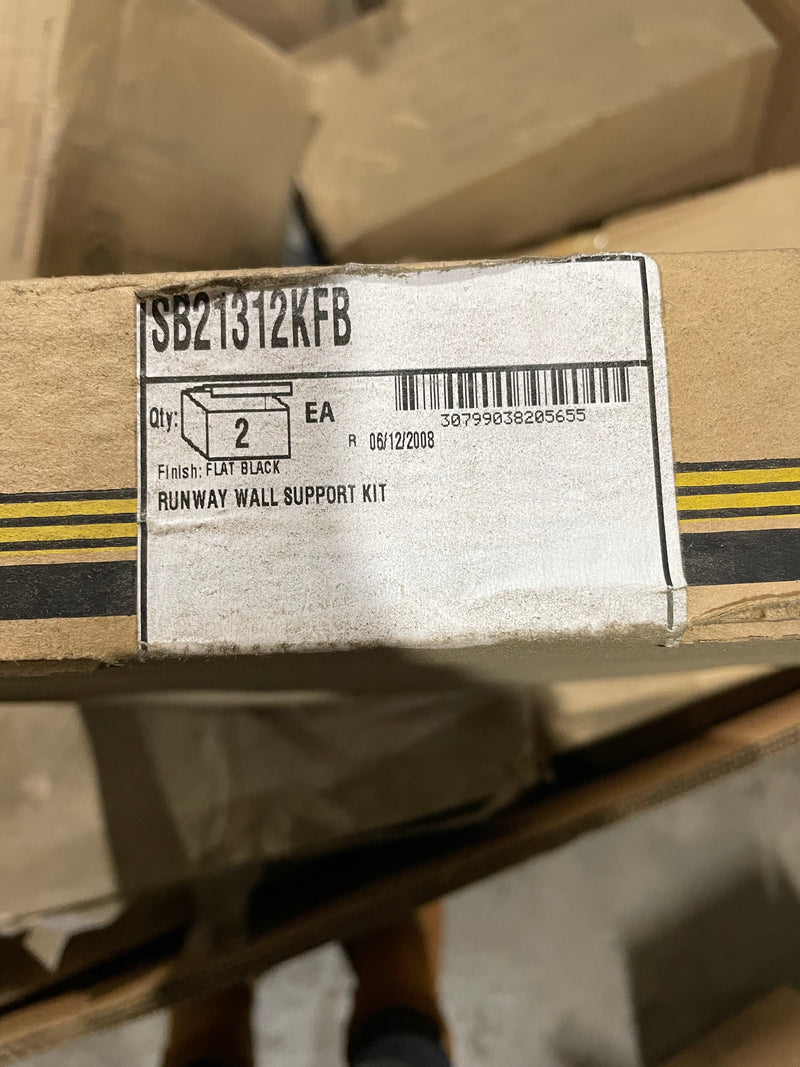 SB21312KFB
Qty: 2 EA
30799038205655
R 06/12/2008
Finish: FLAT BLACK
RUNWAY WALL SUPPORT KIT